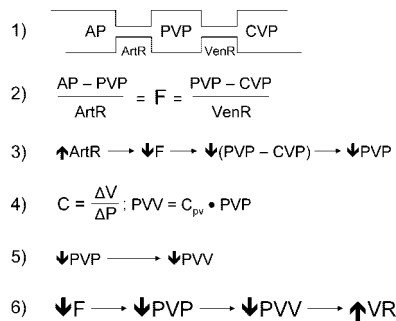 1) AP PVP CVP
ArtR VenR
2) AP – PVP / ArtR = F = PVP – CVP / VenR
3) ↑ArtR → ↓F → ↓(PVP – CVP) → ↓PVP
4) C = ΔV / ΔP ; PVV = Cpv • PVP
5) ↓PVP → ↓PVV
6) ↓F → ↓PVP → ↓PVV → ↑VR